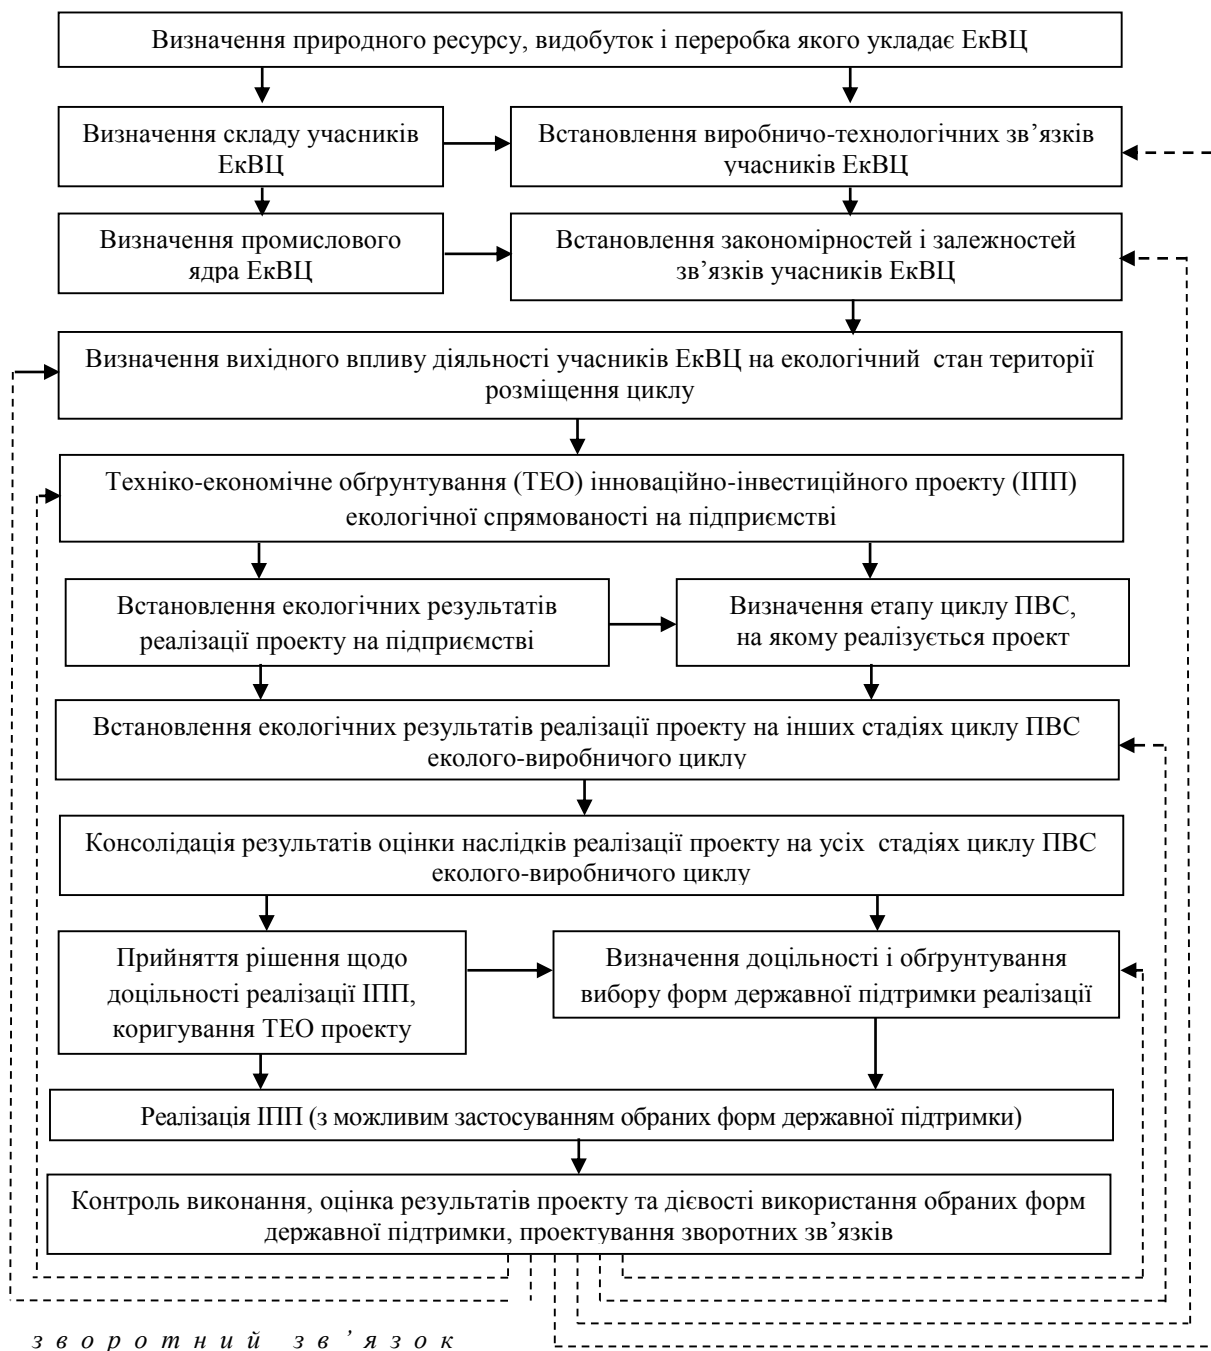 Визначення природного ресурсу, видобуток і переробка якого укладає ЕкВЦ
Визначення складу учасників
ЕкВЦ
Встановлення виробничо-технологічних зв’язків
учасників ЕкВЦ
Визначення промислового
ядра ЕкВЦ
Встановлення закономірностей і залежностей
зв’язків учасників ЕкВЦ
Визначення вихідного впливу діяльності учасників ЕкВЦ на екологічний стан території
розміщення циклу
Техніко-економічне обґрунтування (ТЕО) інноваційно-інвестиційного проекту (ІПП)
екологічної спрямованості на підприємстві
Встановлення екологічних результатів
реалізації проекту на підприємстві
Визначення етапу циклу ПВС,
на якому реалізується проект
Встановлення екологічних результатів реалізації проекту на інших стадіях циклу ПВС
еколого-виробничого циклу
Консолідація результатів оцінки наслідків реалізації проекту на усіх стадіях циклу ПВС
еколого-виробничого циклу
Прийняття рішення щодо
доцільності реалізації ІПП,
коригування ТЕО проекту
Визначення доцільності і обґрунтування
вибору форм державної підтримки реалізації
Реалізація ІПП (з можливим застосуванням обраних форм державної підтримки)
Контроль виконання, оцінка результатів проекту та дієвості використання обраних форм
державної підтримки, проектування зворотних зв’язків
зворотний зв’язок